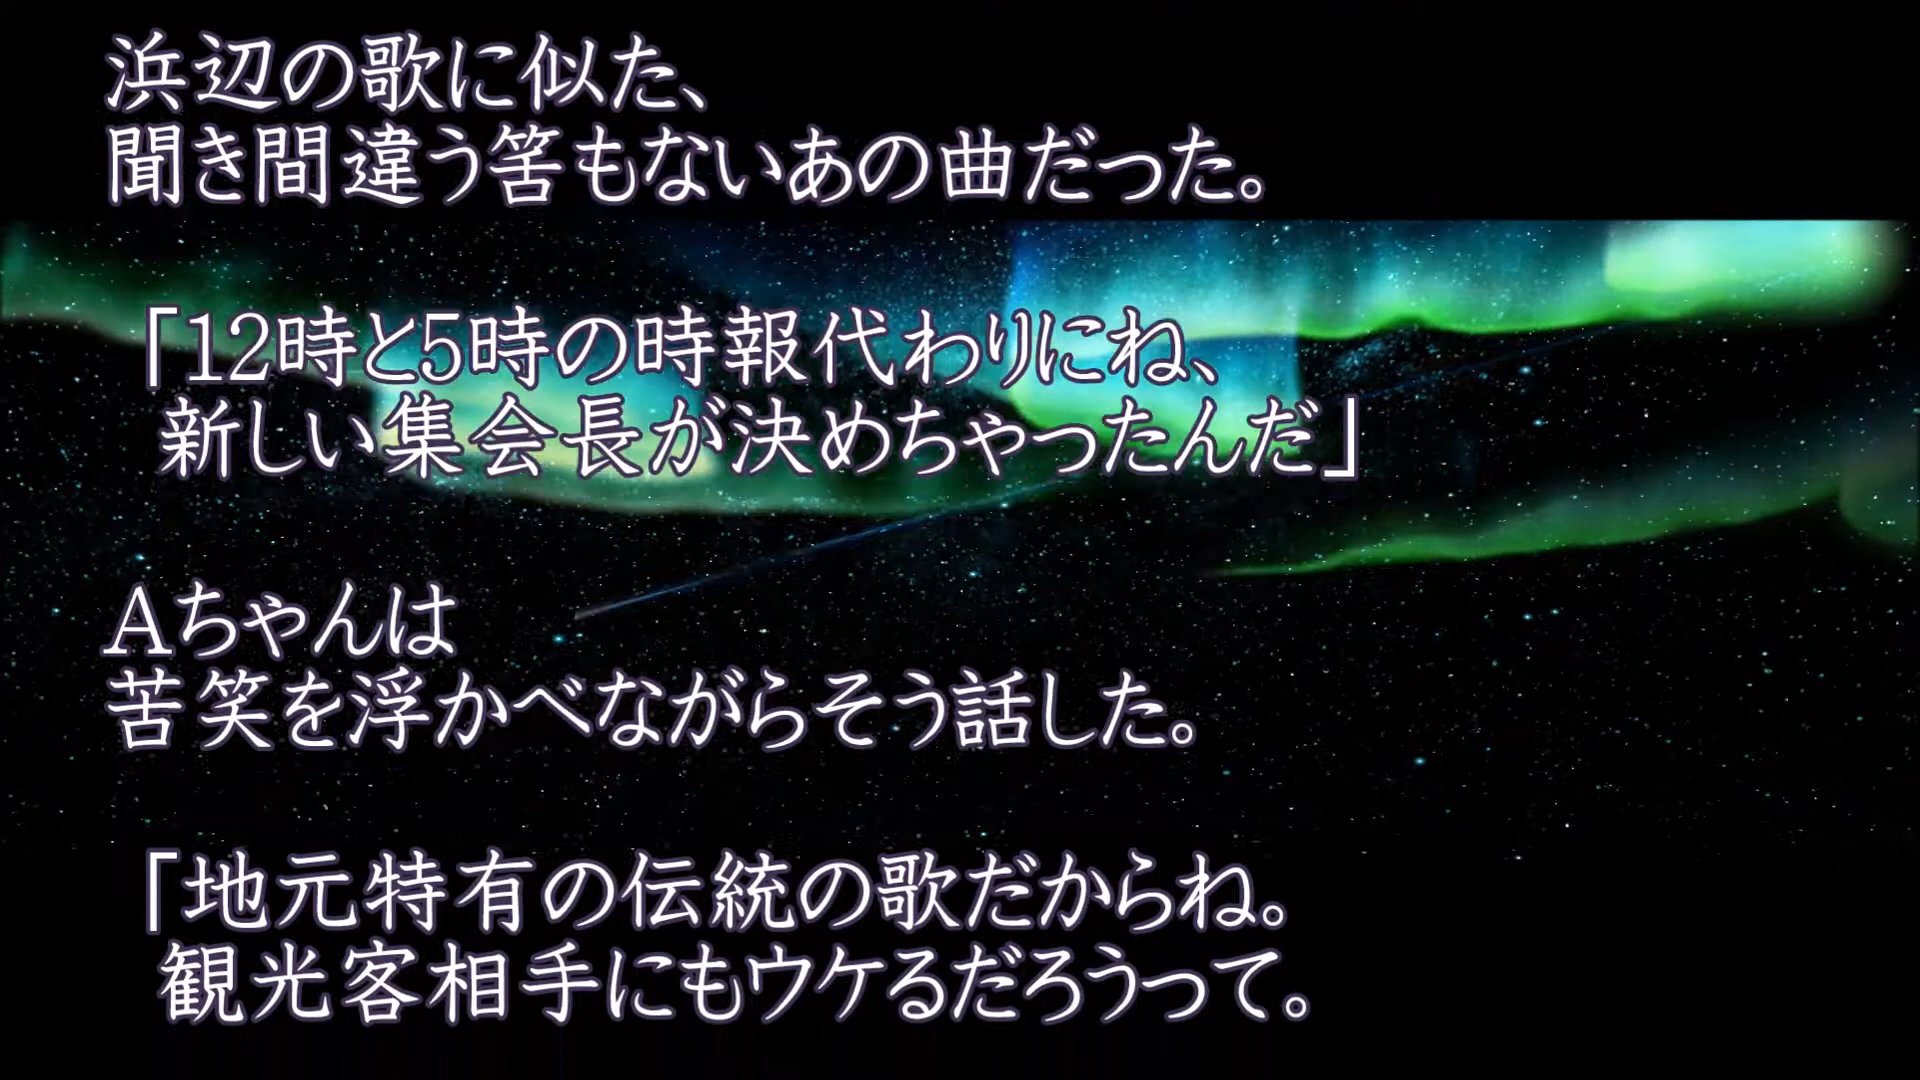 浜辺の歌に似た、
聞き間違う筈もないあの曲だった。
「12時と5時の時報代わりにね、
新しい集会長が決めちゃったんだ」
Aちゃんは
苦笑を浮かべながらそう話した。
「地元特有の伝統の歌だからね。
観光客相手にもウケるだろうって。